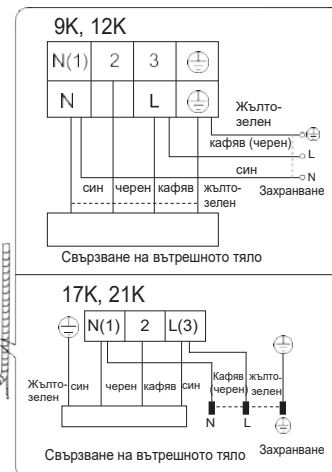 9K, 12K
N(1) 2 3
N L
Жълто-
зелен
кафяв (черен)
L
син
N
син черен кафяв жълто-
зелен
Захранване
Свързване на вътрешното тяло
17K, 21K
N(1) 2 L(3)
Жълто-
зелен
син черен кафяв син
Кафяв
(черен)
жълто-
зелен
N L
Свързване на вътрешното тяло
Захранване